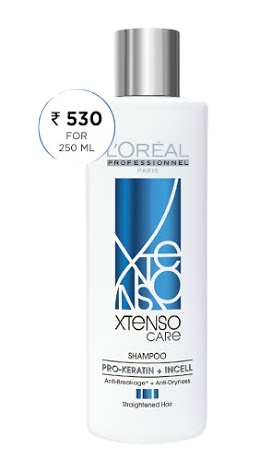 ₹ 530
FOR
250 ML
L'ORÉAL
PROFESSIONNEL
PARIS
XTENSO
XTENSO
CARE
SHAMPOO
PRO-KERATIN + INCELL
Anti-Breakage* + Anti-Dryness
Straightened Hair